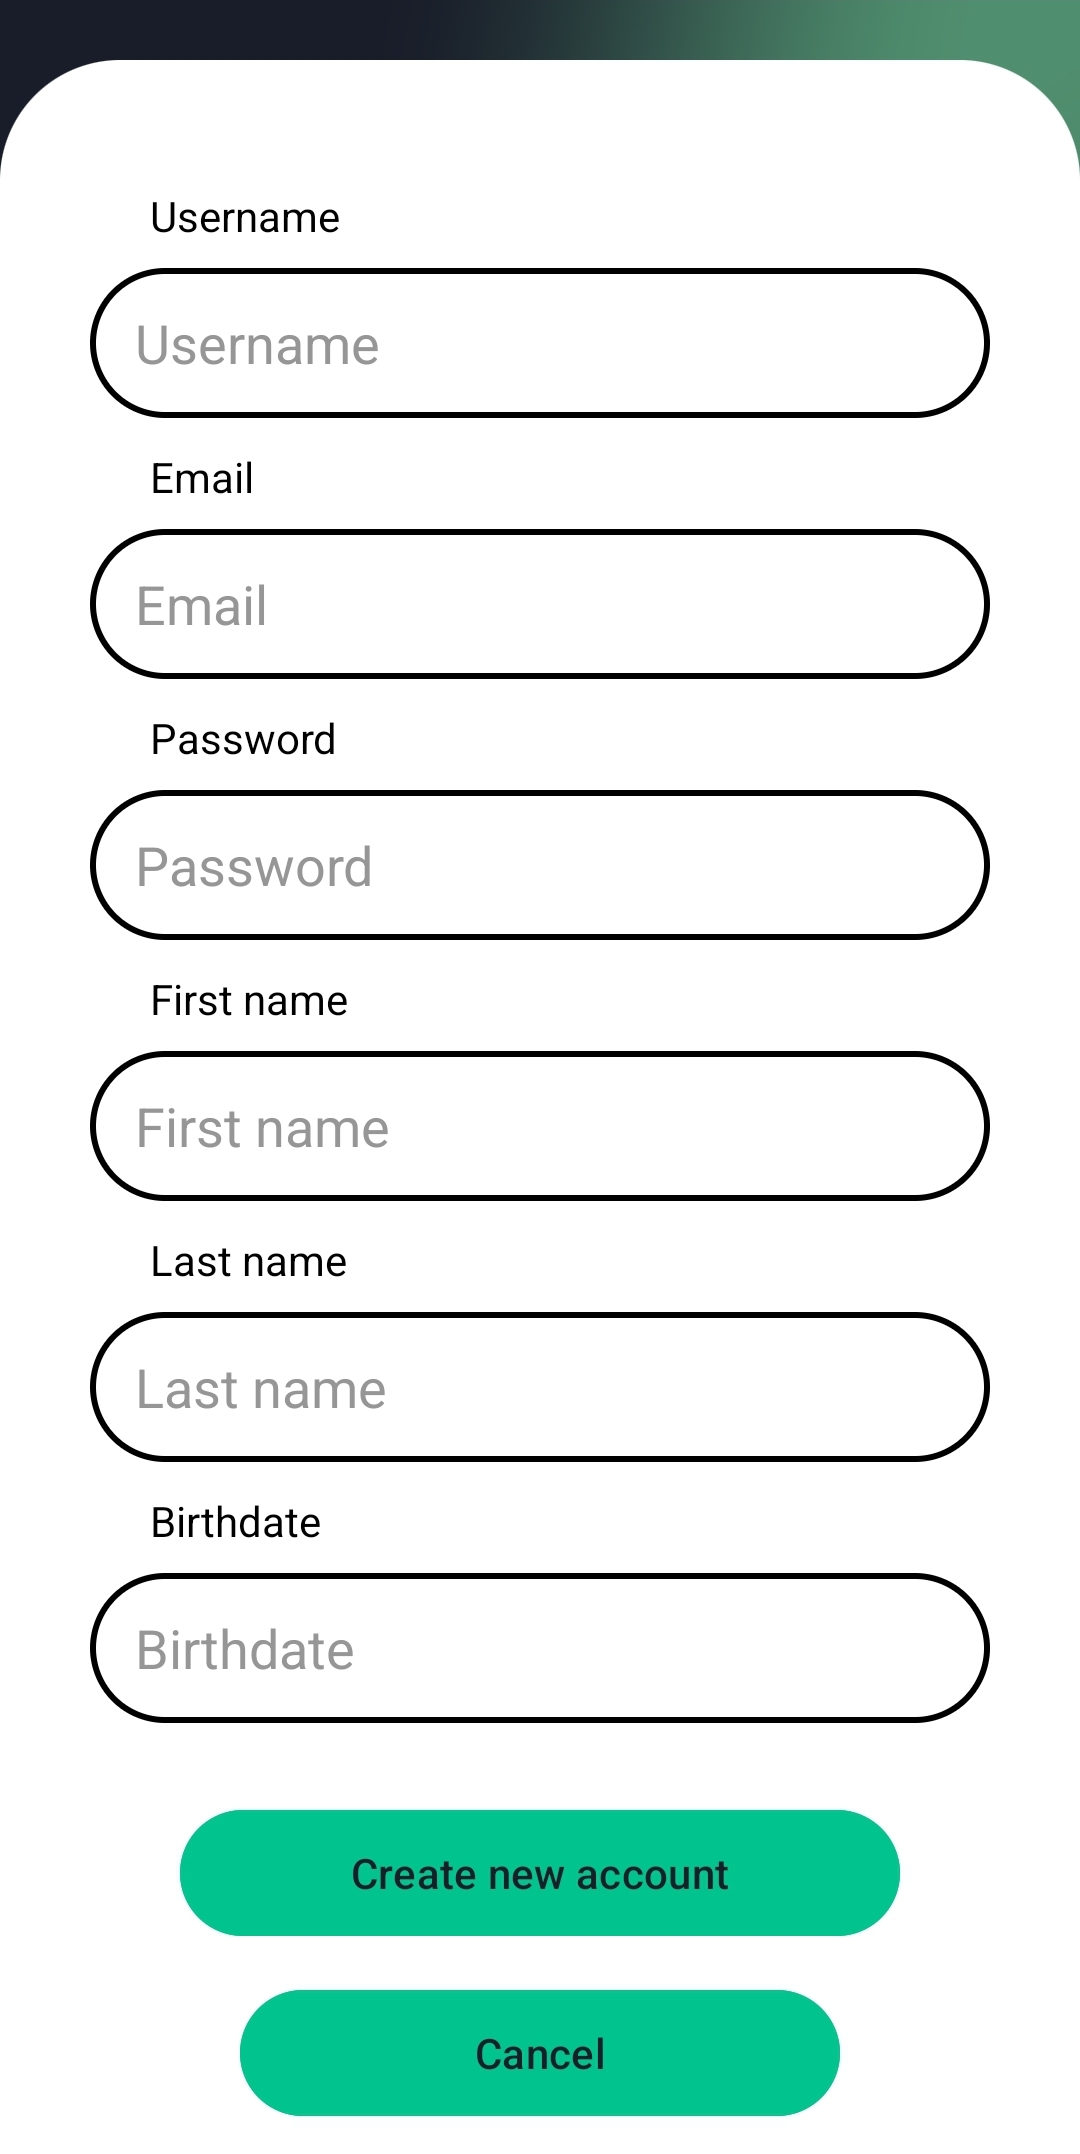 Username
Username
Email
Email
Password
Password
First name
First name
Last name
Last name
Birthdate
Birthdate
Create new account
Cancel